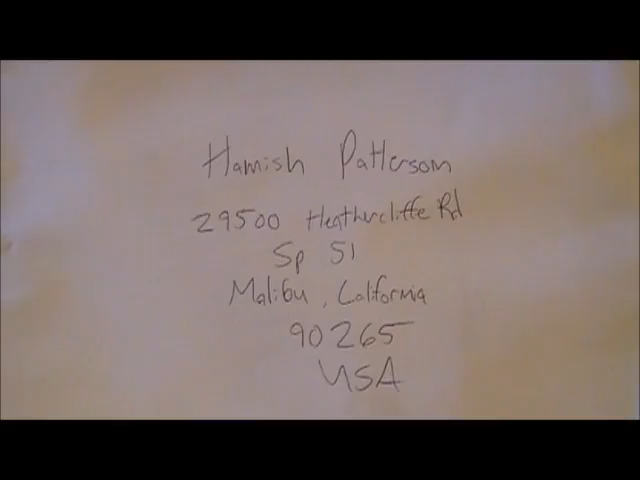 Hamish Patterson
29500 Heathercliffe Rd
Sp 51
Malibu, California
90265
USA